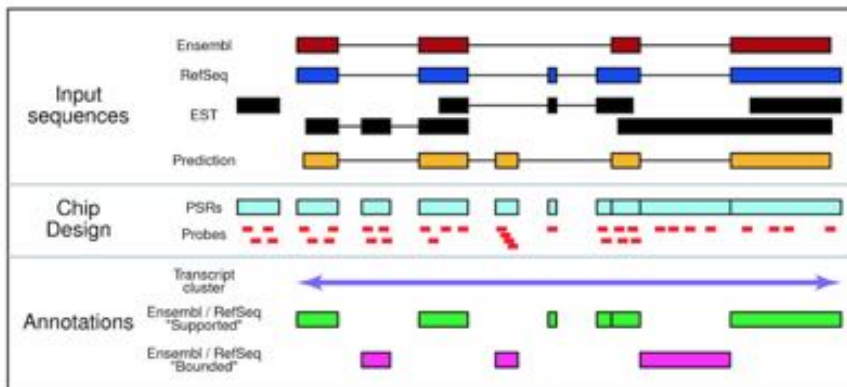 Input
sequences
Ensembl
RefSeq
EST
Prediction
Chip
Design
PSRs
Probes
Annotations
Transcript
cluster
Ensembl / RefSeq
"Supported"
Ensembl / RefSeq
"Bounded"